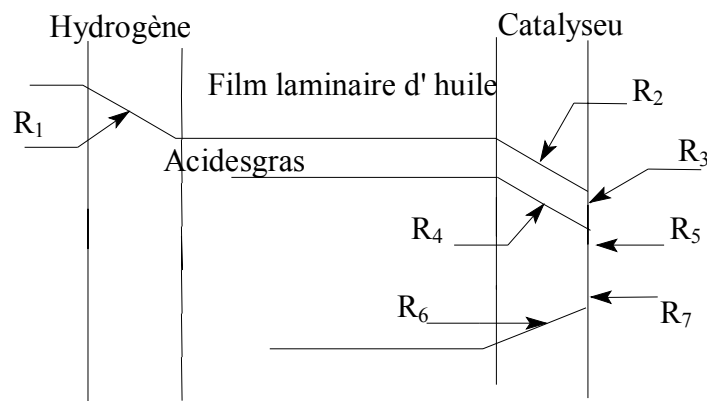 Hydrogène
Catalyseu
Film laminaire d' huile
R2
R1
R3
Acidesgras
R4
R5
R6
R7